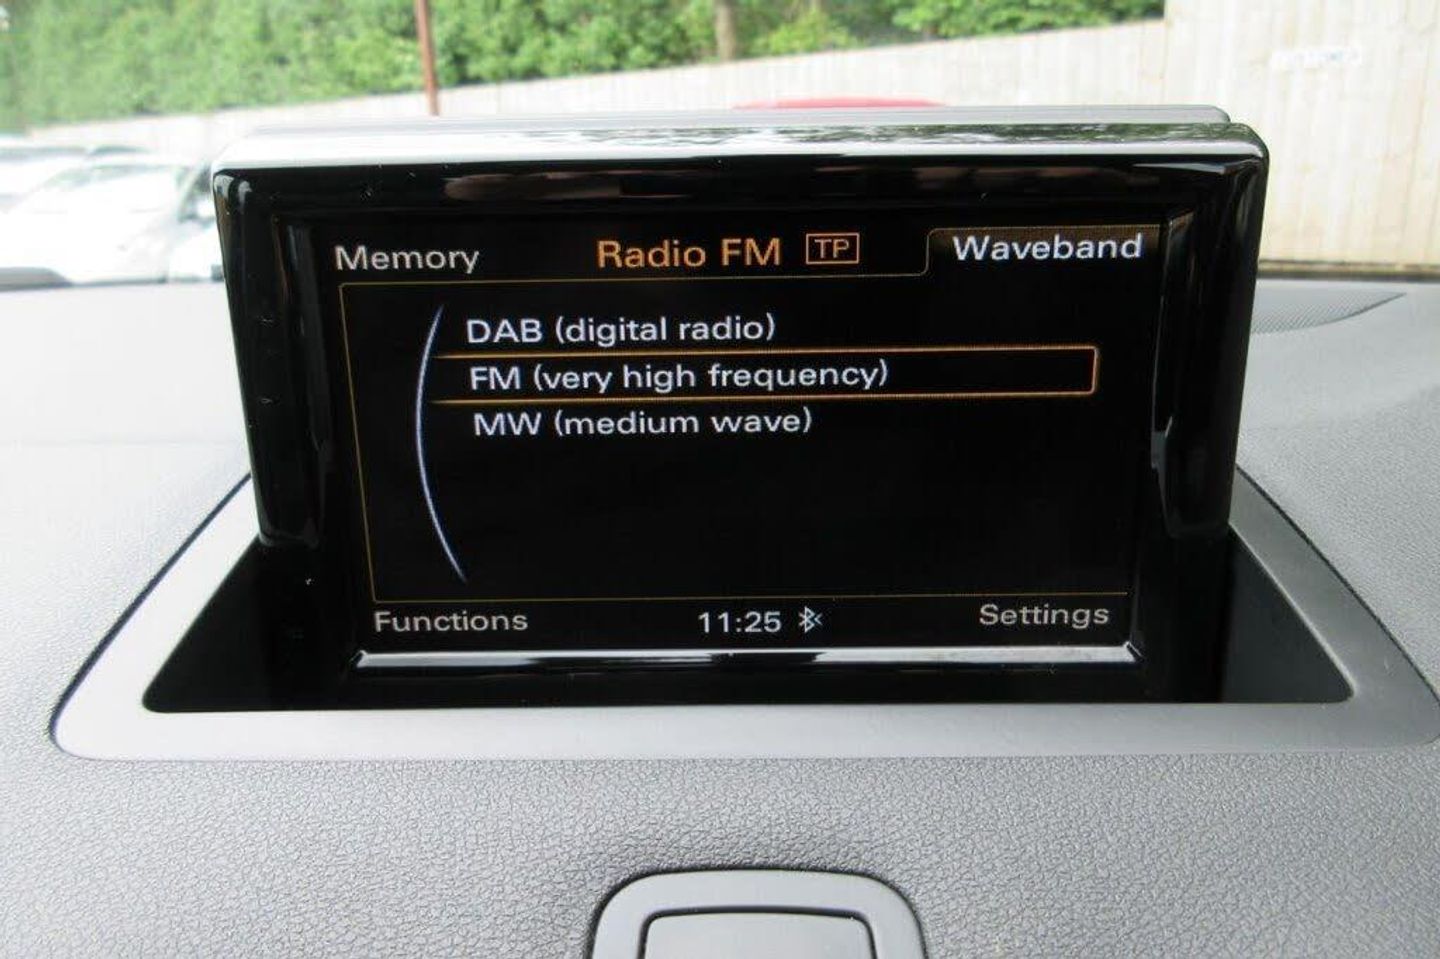 Memory Radio FM TP Waveband
DAB (digital radio)
FM (very high frequency)
MW (medium wave)
Functions 11:25 Settings